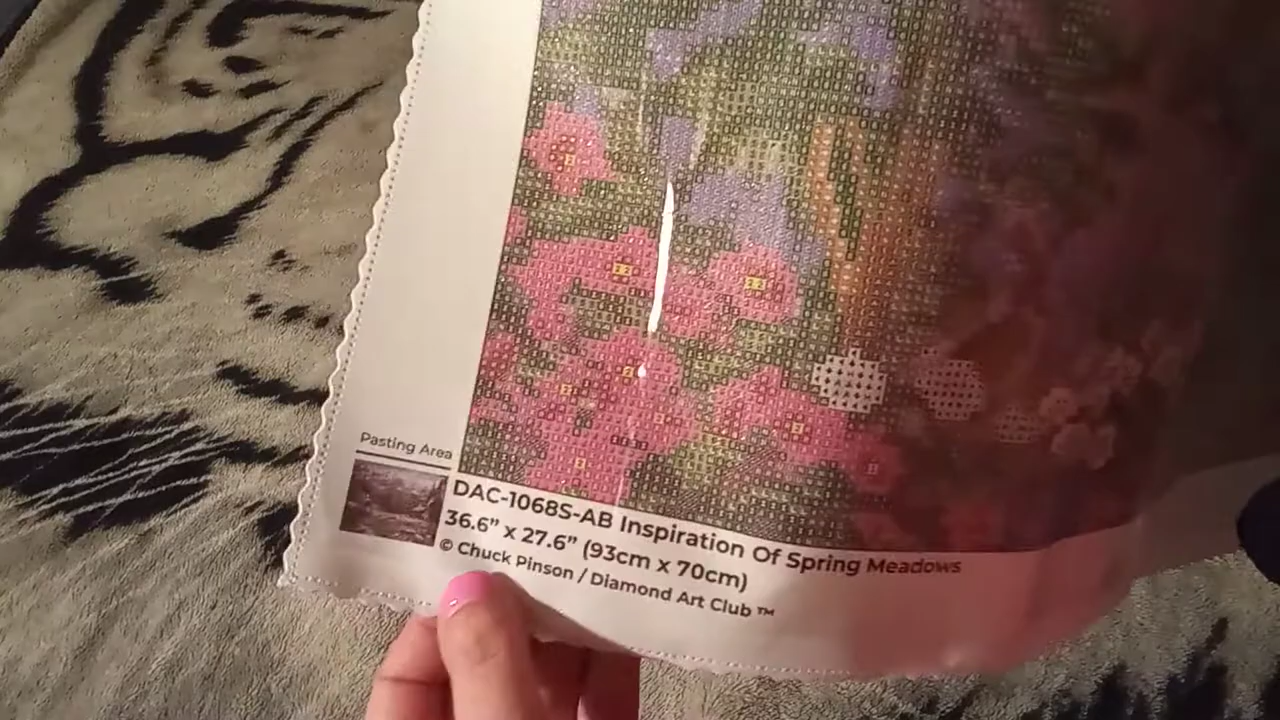 Pasting Area
DAC-1068S-AB Inspiration Of Spring Meadows
36.6” x 27.6” (93cm x 70cm)
© Chuck Pinson / Diamond Art Club ™